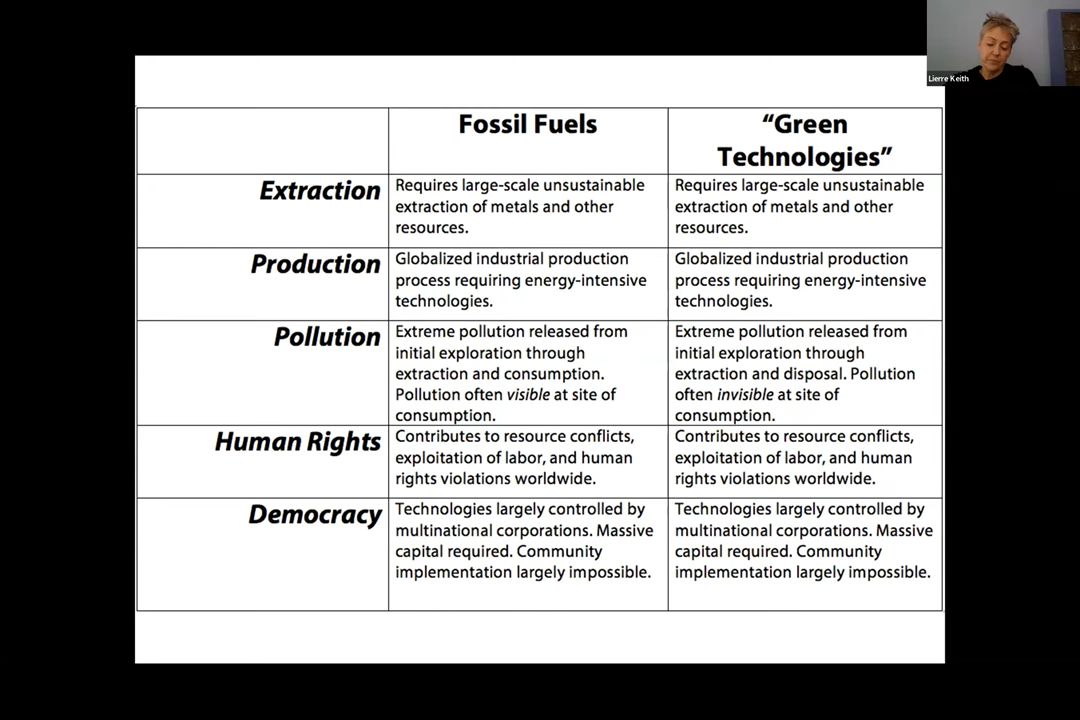 Lierre Keith
Fossil Fuels
“Green
Technologies”
Extraction
Requires large-scale unsustainable
extraction of metals and other
resources.
Requires large-scale unsustainable
extraction of metals and other
resources.
Production
Globalized industrial production
process requiring energy-intensive
technologies.
Globalized industrial production
process requiring energy-intensive
technologies.
Pollution
Extreme pollution released from
initial exploration through
extraction and consumption.
Pollution often visible at site of
consumption.
Extreme pollution released from
initial exploration through
extraction and disposal. Pollution
often invisible at site of
consumption.
Human Rights
Contributes to resource conflicts,
exploitation of labor, and human
rights violations worldwide.
Contributes to resource conflicts,
exploitation of labor, and human
rights violations worldwide.
Democracy
Technologies largely controlled by
multinational corporations. Massive
capital required. Community
implementation largely impossible.
Technologies largely controlled by
multinational corporations. Massive
capital required. Community
implementation largely impossible.